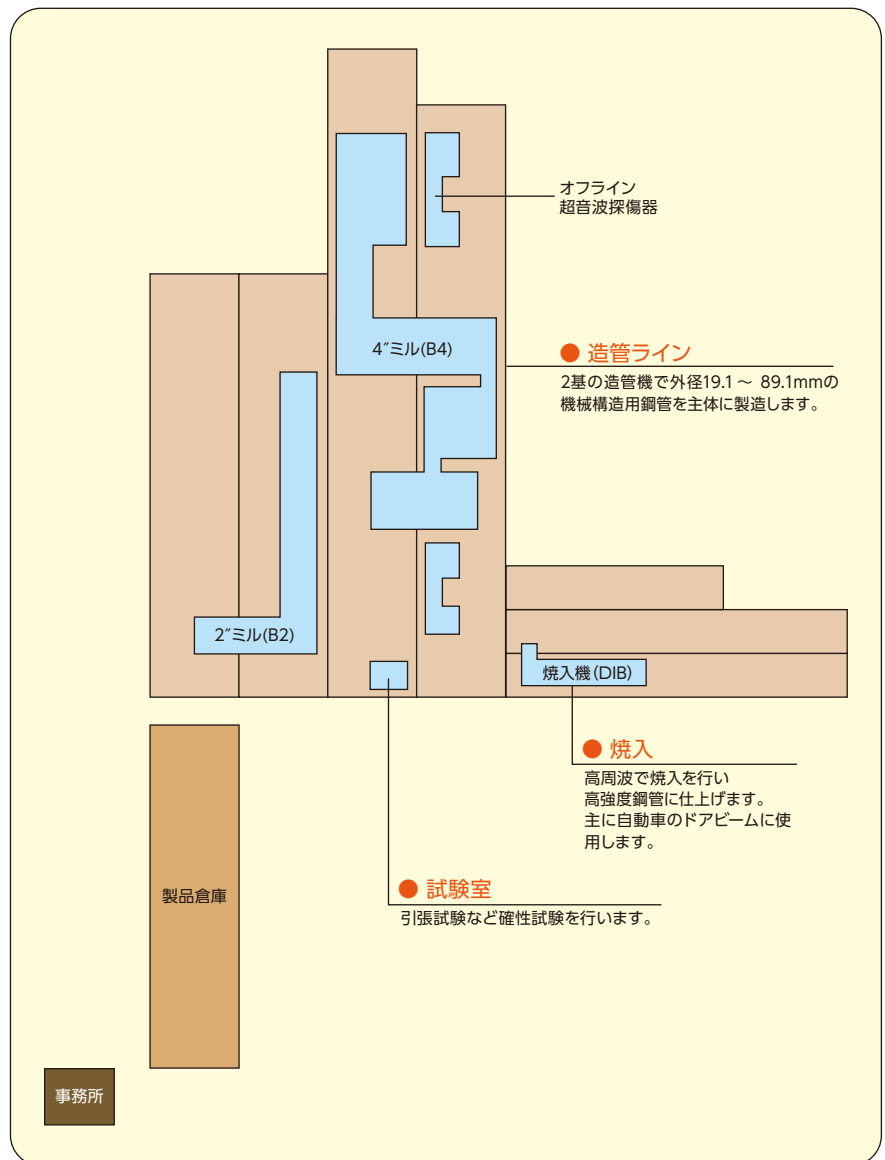 オフライン
超音波探傷器
4″ミル(B4)
● 造管ライン
2基の造管機で外径19.1～ 89.1mmの
機械構造用鋼管を主体に製造します。
2″ミル(B2)
焼入機(DIB)
● 焼入
高周波で焼入を行い
高強度鋼管に仕上げます。
主に自動車のドアビームに使
用します。
● 試験室
引張試験など確性試験を行います。
製品倉庫
事務所